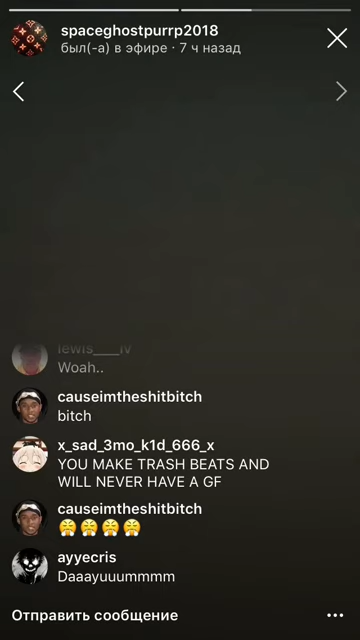 spaceghostpurrp2018
был(-а) в эфире · 7 ч назад
lewis____iv
Woah..
causeimtheshitbitch
bitch
x_sad_3mo_k1d_666_x
YOU MAKE TRASH BEATS AND
WILL NEVER HAVE A GF
causeimtheshitbitch
😤😤😤😤
ayyecris
Daaayuuummmm
Отправить сообщение